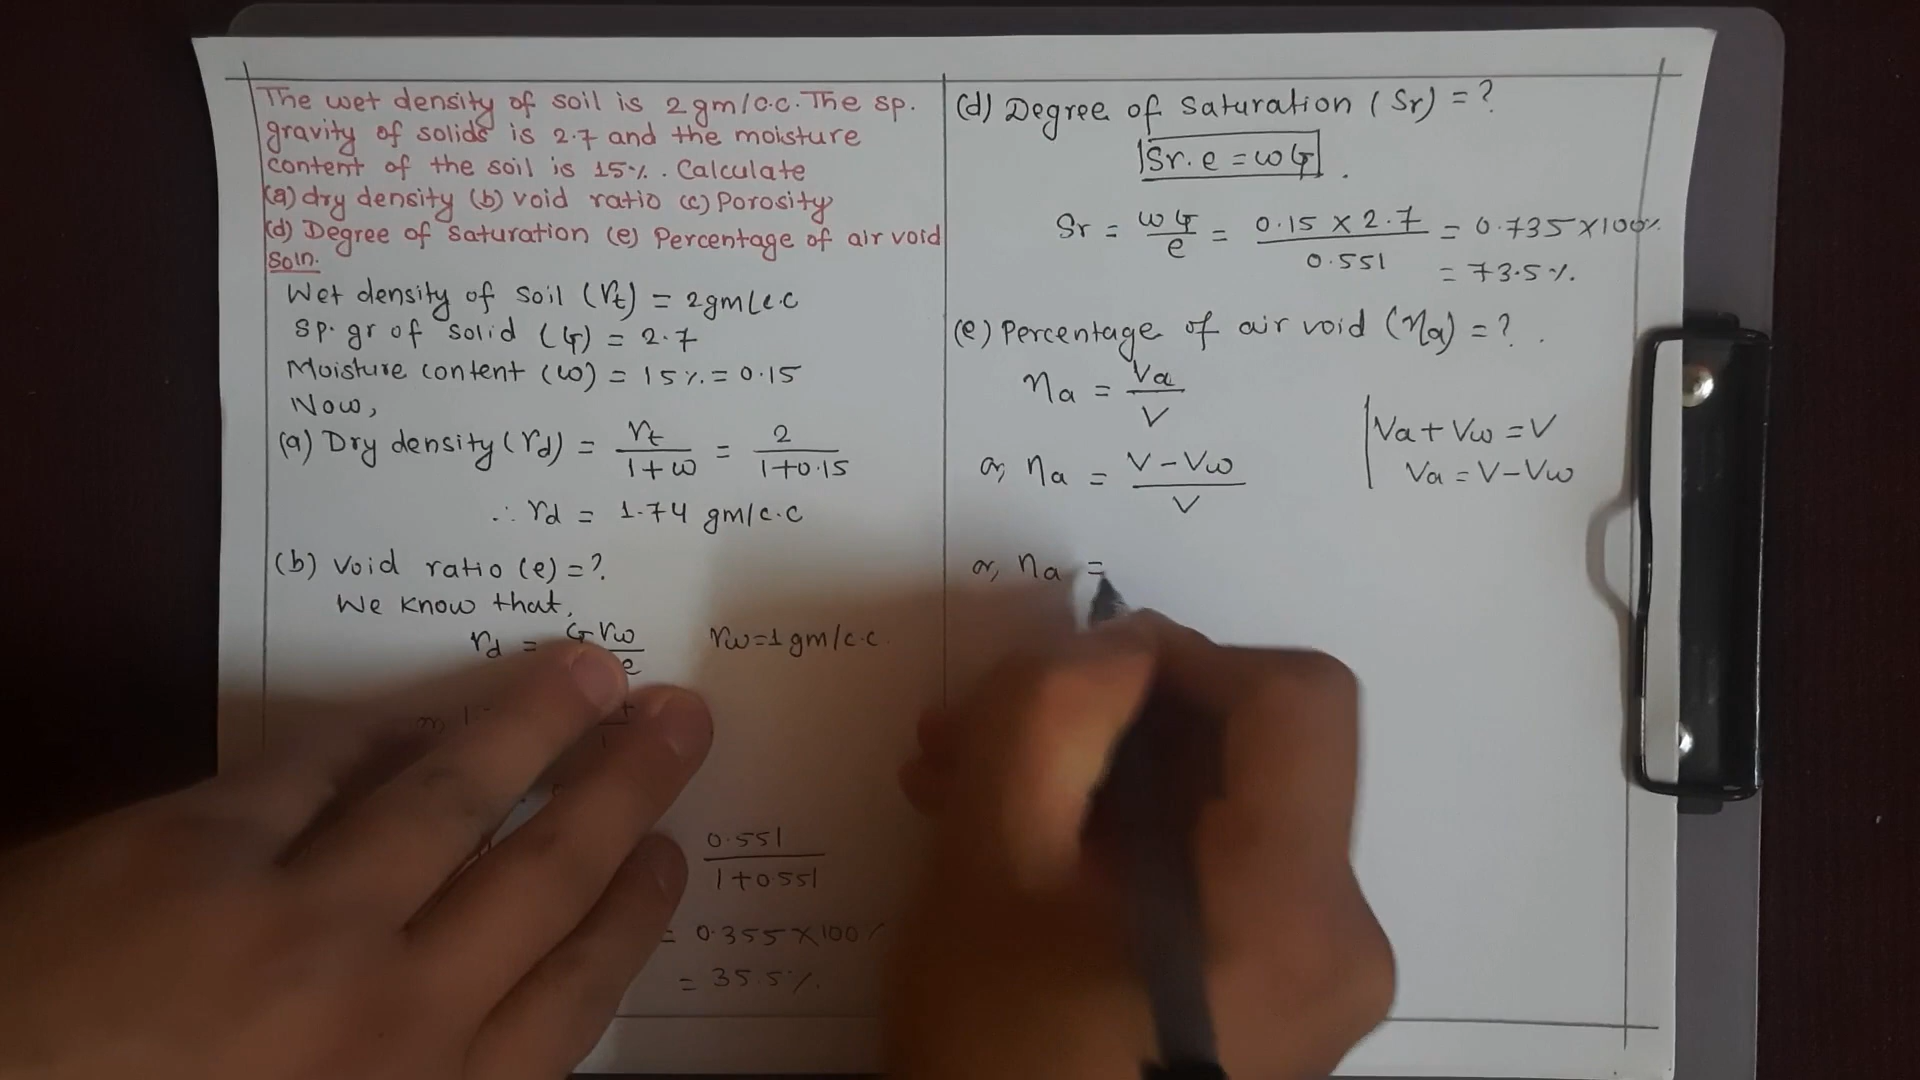 The wet density of soil is 2gm/c.c. The sp.
gravity of solids is 2.7 and the moisture
content of the soil is 15%. Calculate
(a) dry density (b) void ratio (c) Porosity
(d) Degree of saturation (e) Percentage of air void
Soln.
Wet density of soil (γt) = 2gm/c.c
Sp. gr of solid (G) = 2.7
Moisture content (ω) = 15% = 0.15
Now,
(a) Dry density (γd) = γt / 1+ω = 2 / 1+0.15
∴ γd = 1.74 gm/c.c
(b) Void ratio (e) = ?
We know that,
γd = Gγω / e γω=1gm/c.c
or, 1.
0.551 / 1+0.551
= 0.355×100%
= 35.5%.
(d) Degree of saturation (Sr) = ?
Sr. e = ωG
Sr = ωG / e = 0.15 × 2.7 / 0.551 = 0.735×100%
= 73.5%.
(e) Percentage of air void (ηa) = ?
ηa = Va / V
Va + Vω = V
or, ηa = V - Vω / V
Va = V - Vω
or, ηa =